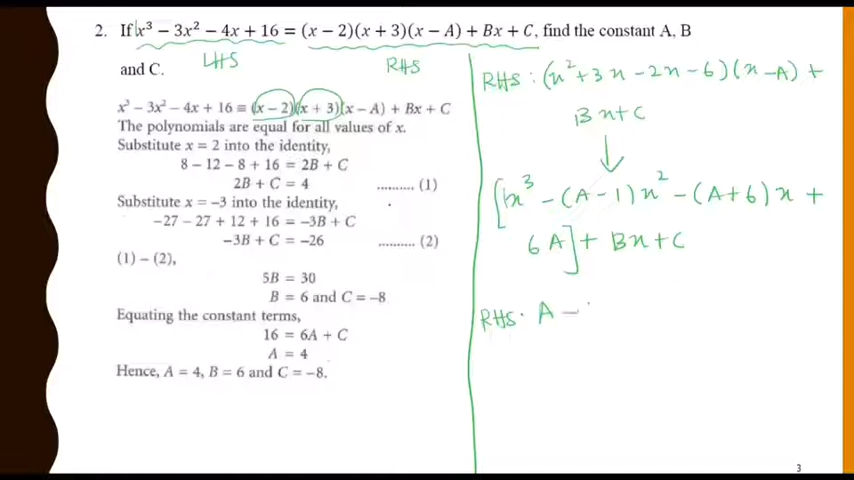 2. If x³ − 3x² − 4x + 16 = (x − 2)(x + 3)(x − A) + Bx + C, find the constant A, B
and C.
LHS
RHS
x³ − 3x² − 4x + 16 ≡ (x − 2)(x + 3)(x − A) + Bx + C
The polynomials are equal for all values of x.
Substitute x = 2 into the identity,
8 − 12 − 8 + 16 = 2B + C
2B + C = 4 .......... (1)
Substitute x = −3 into the identity,
−27 − 27 + 12 + 16 = −3B + C
−3B + C = −26 .......... (2)
(1) − (2),
5B = 30
B = 6 and C = −8
Equating the constant terms,
16 = 6A + C
A = 4
Hence, A = 4, B = 6 and C = −8.
RHS : (x² + 3x − 2x − 6)(x − A) +
Bx + C
[x³ − (A − 1)x² − (A + 6)x +
6A] + Bx + C
RHS : A −
3